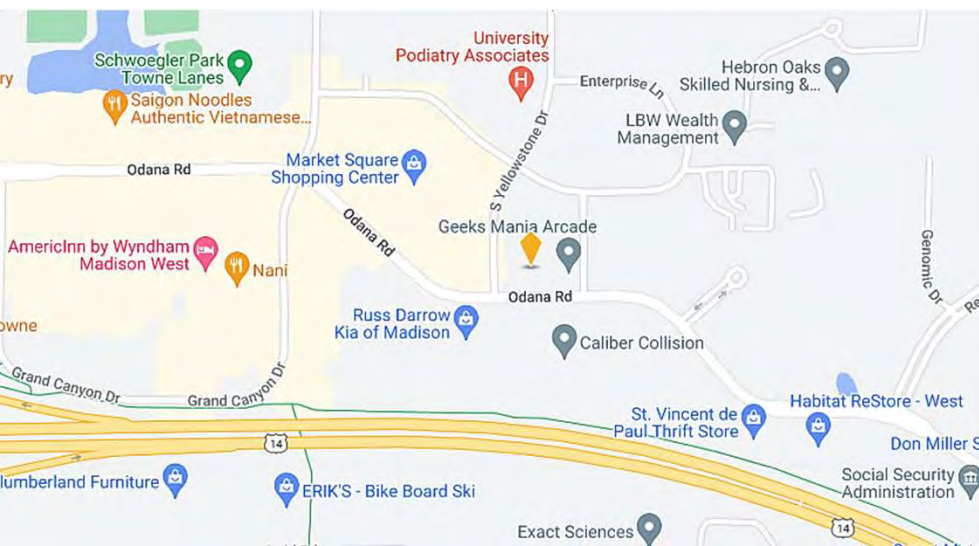 University
Podiatry Associates
Schwoegler Park
Towne Lanes
Hebron Oaks
Skilled Nursing &...
ry
Enterprise Ln
Saigon Noodles
Authentic Vietnamese...
LBW Wealth
Management
S Yellowstone Dr
Odana Rd
Market Square
Shopping Center
Odana Rd
Geeks Mania Arcade
AmericInn by Wyndham
Madison West
Nani
Genomic Dr
Odana Rd
Re
Russ Darrow
Kia of Madison
owne
Caliber Collision
Grand Canyon Dr
Grand Canyon Dr
Habitat ReStore - West
St. Vincent de
Paul Thrift Store
14
Don Miller S
Social Security
Administration
lumberland Furniture
ERIK'S - Bike Board Ski
Exact Sciences
14